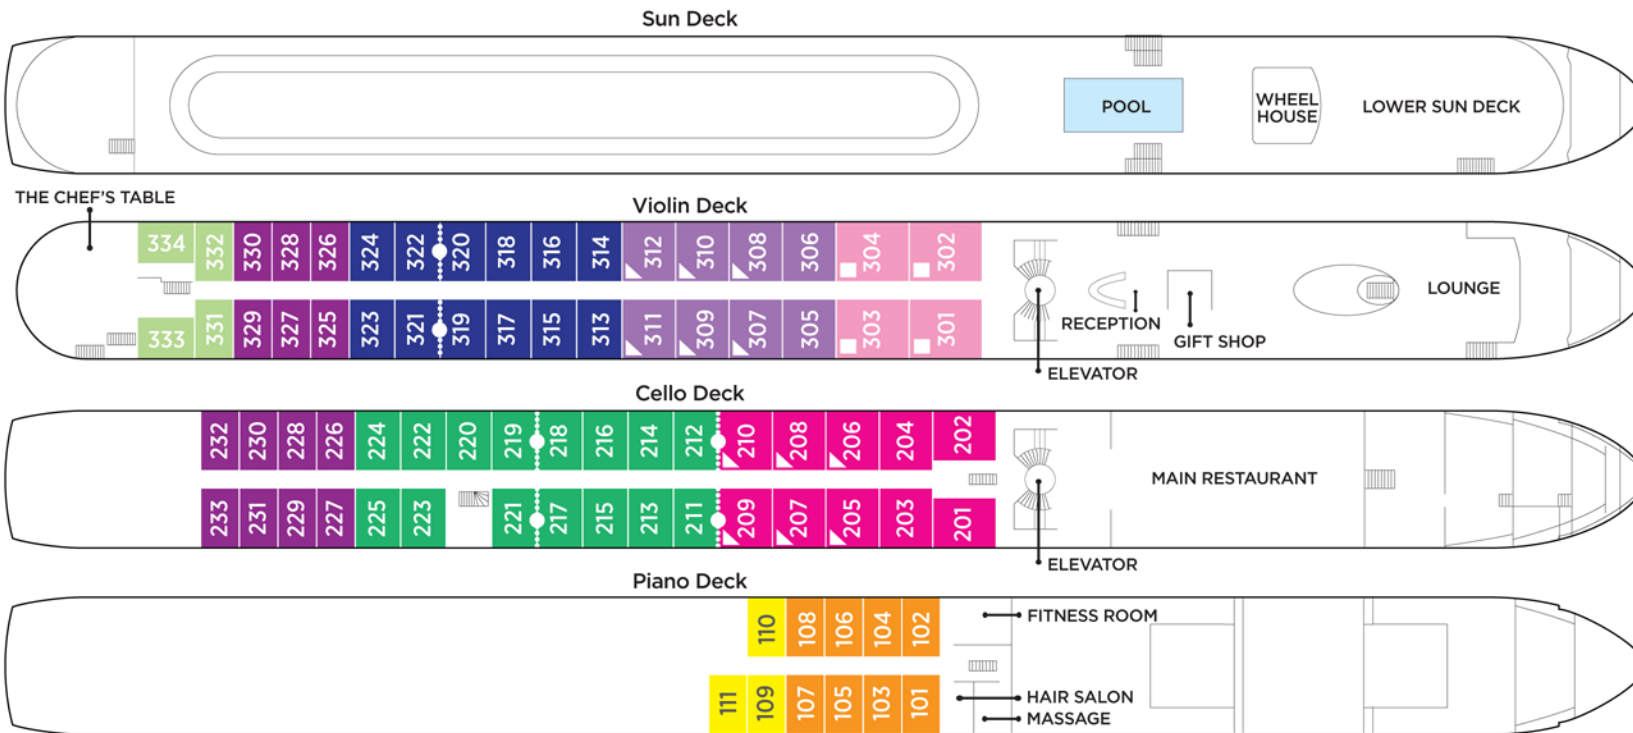 Sun Deck
POOL
WHEEL
HOUSE
LOWER SUN DECK
THE CHEF'S TABLE
Violin Deck
334 332 330 328 326 324 322 320 318 316 314 312 310 308 306 304 302
333 331 329 327 325 323 321 319 317 315 313 311 309 307 305 303 301
LOUNGE
RECEPTION
GIFT SHOP
ELEVATOR
Cello Deck
232 230 228 226 224 222 220 219 218 216 214 212 210 208 206 204 202
233 231 229 227 225 223 221 217 215 213 211 209 207 205 203 201
MAIN RESTAURANT
ELEVATOR
Piano Deck
110 108 106 104 102
111 109 107 105 103 101
FITNESS ROOM
HAIR SALON
MASSAGE